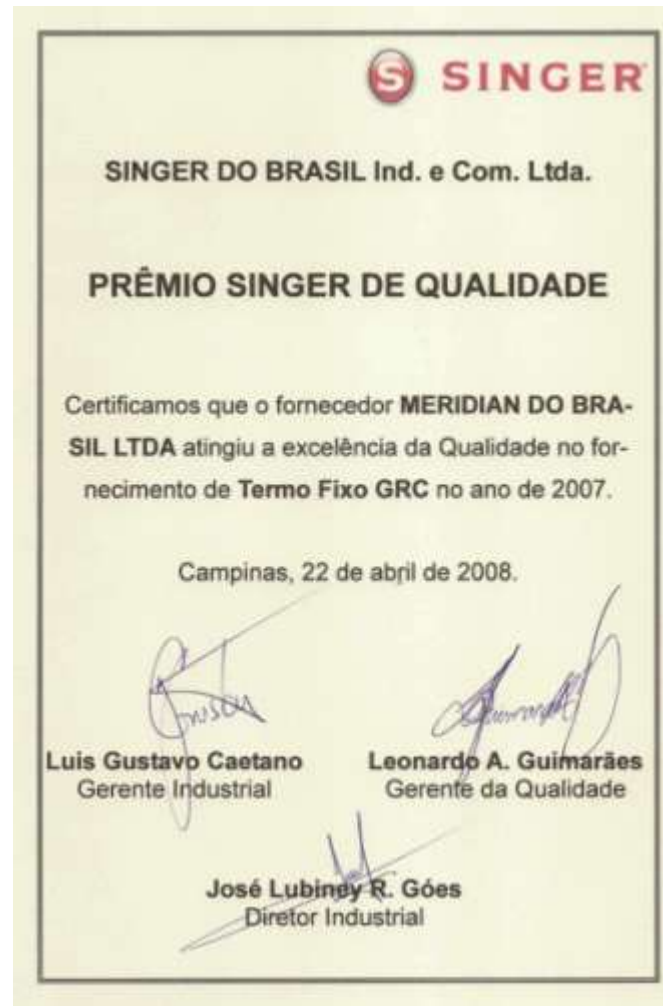 S SINGER
SINGER DO BRASIL Ind. e Com. Ltda.
PRÊMIO SINGER DE QUALIDADE
Certificamos que o fornecedor MERIDIAN DO BRA-
SIL LTDA atingiu a excelência da Qualidade no for-
necimento de Termo Fixo GRC no ano de 2007.
Campinas, 22 de abril de 2008.
Luis Gustavo Caetano Leonardo A. Guimarães
Gerente Industrial Gerente da Qualidade
José Lubiney R. Góes
Diretor Industrial